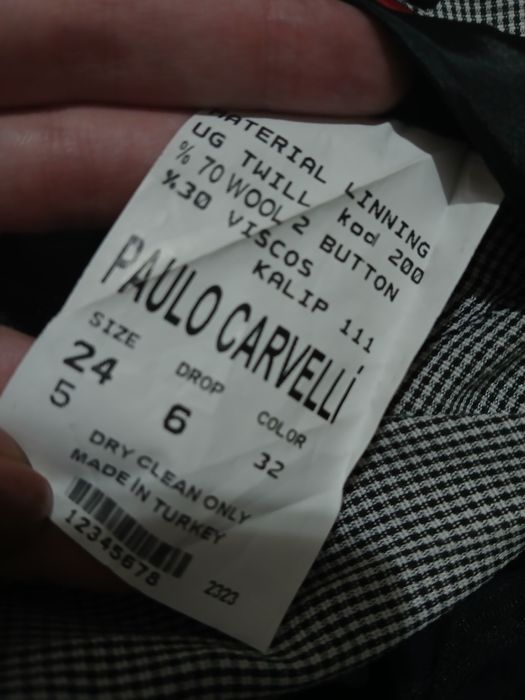 MATERIAL LINNING
UG TWILL kod 200
% 70 WOOL 2 BUTTON
%.30 VISCOS
KALIP 111
PAULO CARVELLi
SIZE DROP COLOR
24 6 32
5
DRY CLEAN ONLY
MADE IN TURKEY
12345678 2323